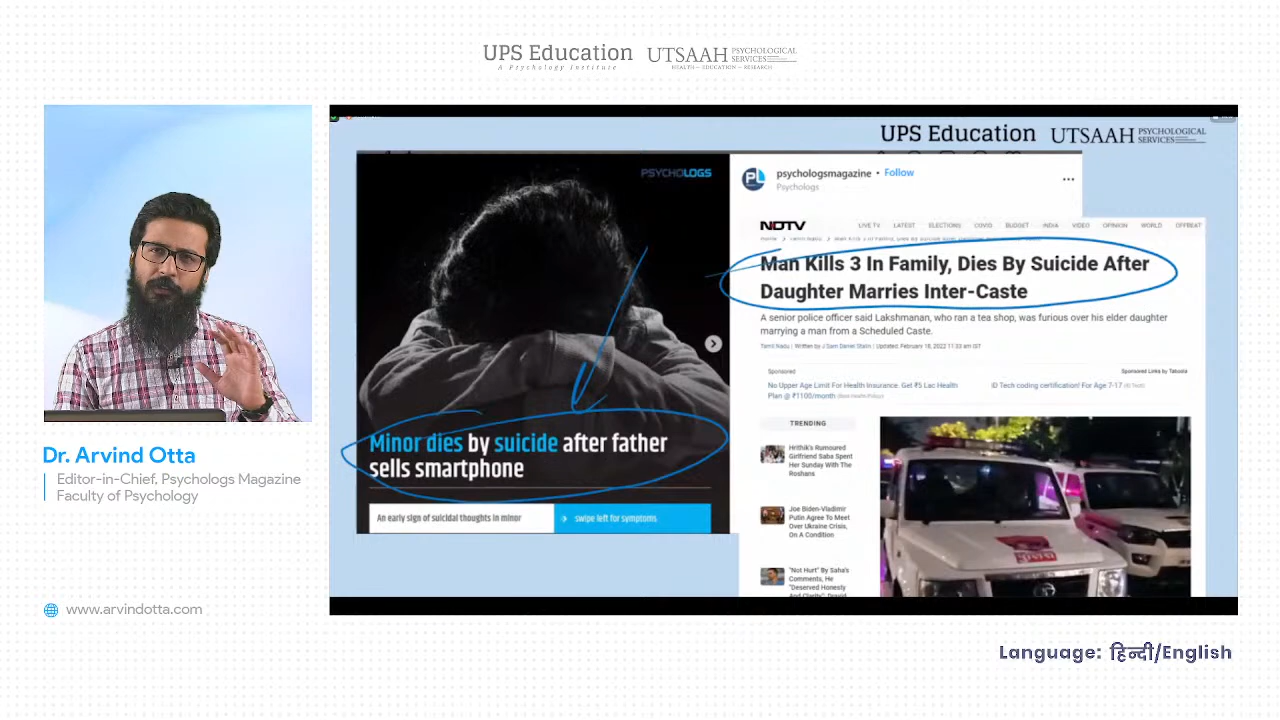 UPS Education
A Psychology Institute
UTSAAH PSYCHOLOGICAL SERVICES
HEALTH – EDUCATION – RESEARCH
UPS Education
UTSAAH PSYCHOLOGICAL SERVICES
PSYCHOLOGS
Minor dies by suicide after father
sells smartphone
An early sign of suicidal thoughts in minor
swipe left for symptoms
psychologsmagazine • Follow
Psychologs
NDTV
LIVE TV LATEST ELECTIONS COVID BUDGET INDIA VIDEO OPINION WORLD OFFBEAT
Man Kills 3 In Family, Dies By Suicide After
Daughter Marries Inter-Caste
A senior police officer said Lakshmanan, who ran a tea shop, was furious over his elder daughter
marrying a man from a Scheduled Caste.
Tamil Nadu | Written by J Sam Daniel Stalin | Updated: February 18, 2022 11:33 am IST
Sponsored
Sponsored Links by Taboola
No Upper Age Limit For Health Insurance. Get ₹5 Lac Health
Plan @ ₹1100/month
ID Tech coding certification! For Age 7-17
TRENDING
Hrithik's Rumoured
Girlfriend Saba Spent
Her Sunday With The
Roshans
Joe Biden-Vladimir
Putin Agree To Meet
Over Ukraine Crisis,
On A Condition
"Not Hurt" By Saha's
Comments, He
"Deserved Honesty
Dr. Arvind Otta
Editor-in-Chief, Psychologs Magazine
Faculty of Psychology
www.arvindotta.com
Language: हिन्दी/English